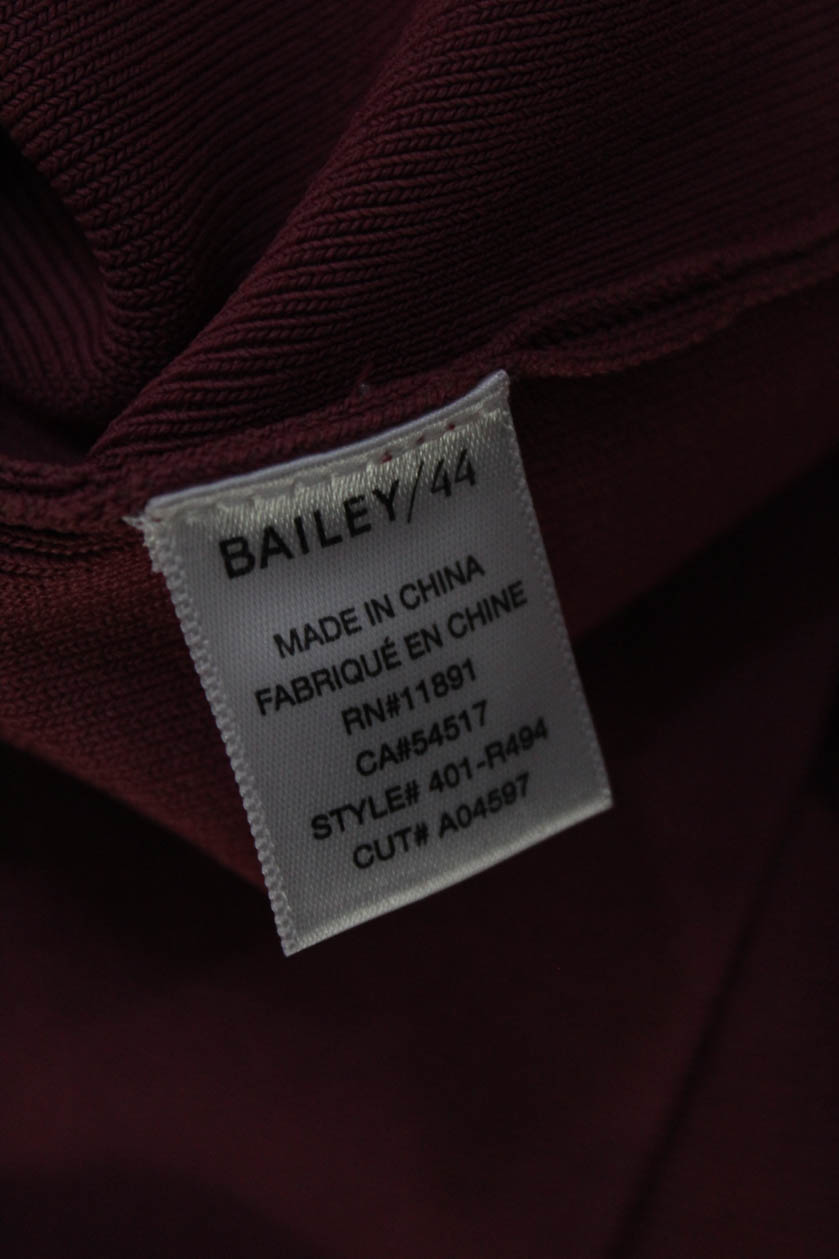 BAILEY/44
MADE IN CHINA
FABRIQUÉ EN CHINE
RN#11891
CA#54517
STYLE# 401-R494
CUT# A04597